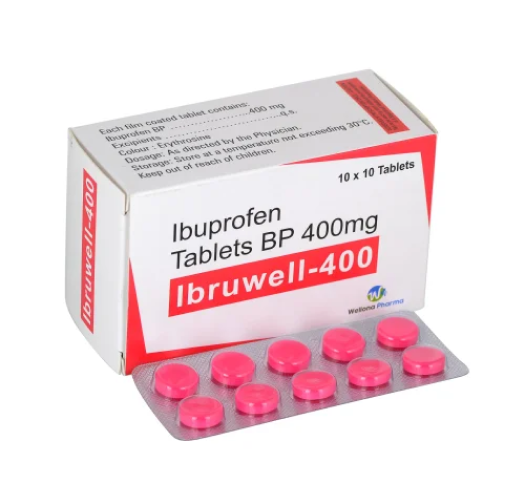 Each film coated tablet contains:
Ibuprofen BP ........................400 mg
Excipients ..............................q.s.
Colour : Erythrosine
Dosage: As directed by the Physician.
Storage: Store at a temperature not exceeding 30°C.
Keep out of reach of children.
10 x 10 Tablets
Ibuprofen
Tablets BP 400mg
Ibruwell-400
Wellona Pharma
Ibruwell-400